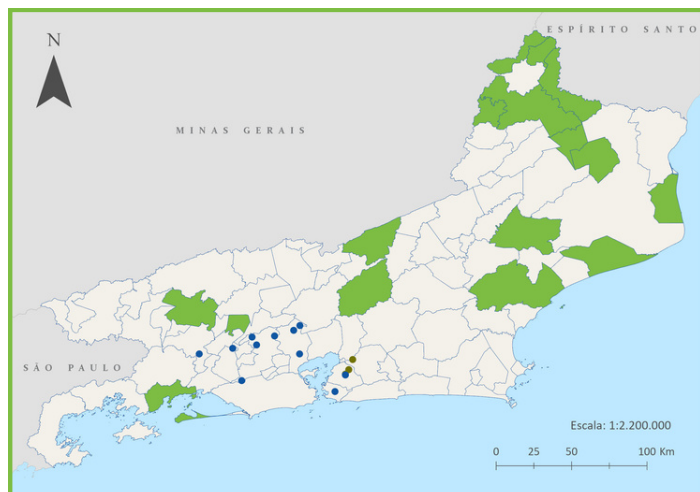 ESPÍRITO SANTO
N
MINAS GERAIS
SÃO PAULO
Escala: 1:2.200.000
0 25 50 100 Km